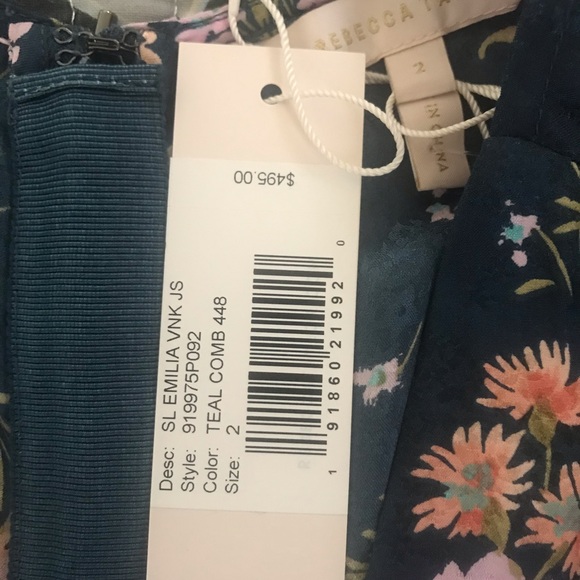 REBECCA TA
2
$495.00
Desc: SL EMILIA VNK JS
Style: 919975P092
Color: TEAL COMB 448
Size: 2
1 91860 21992 0